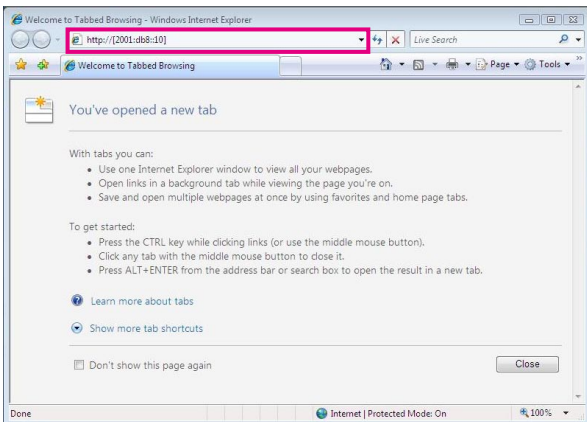 Welcome to Tabbed Browsing - Windows Internet Explorer
http://[2001:db8::10]
Live Search
Welcome to Tabbed Browsing
Page
Tools
You've opened a new tab
With tabs you can:
Use one Internet Explorer window to view all your webpages.
Open links in a background tab while viewing the page you're on.
Save and open multiple webpages at once by using favorites and home page tabs.
To get started:
Press the CTRL key while clicking links (or use the middle mouse button).
Click any tab with the middle mouse button to close it.
Press ALT+ENTER from the address bar or search box to open the result in a new tab.
Learn more about tabs
Show more tab shortcuts
Don't show this page again
Close
Done
Internet | Protected Mode: On
100%